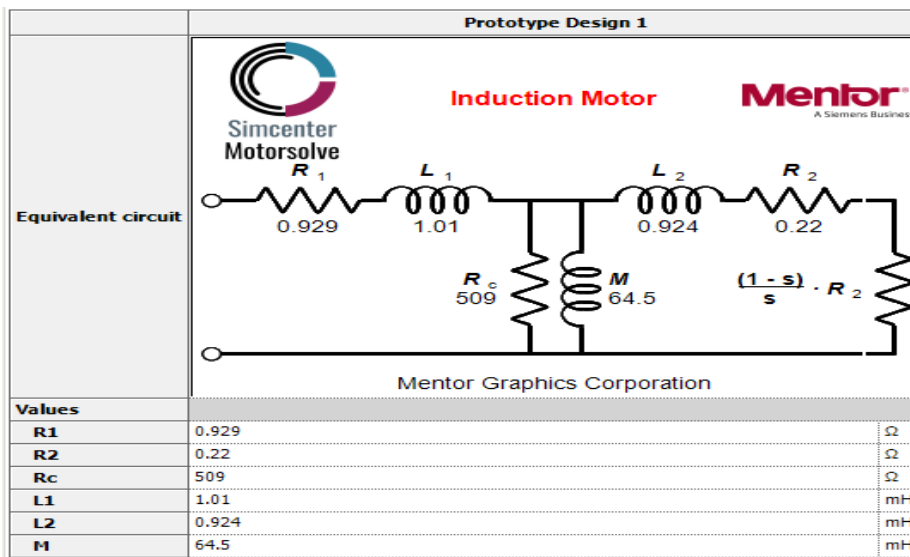 Prototype Design 1
Equivalent circuit
Simcenter
Motorsolve
Induction Motor
Mentor®
A Siemens Business
R 1
L 1
L 2
R 2
0.929
1.01
0.924
0.22
R c
509
M
64.5
(1 - s)
s
· R 2
Mentor Graphics Corporation
Values
R1 0.929 Ω
R2 0.22 Ω
Rc 509 Ω
L1 1.01 mH
L2 0.924 mH
M 64.5 mH